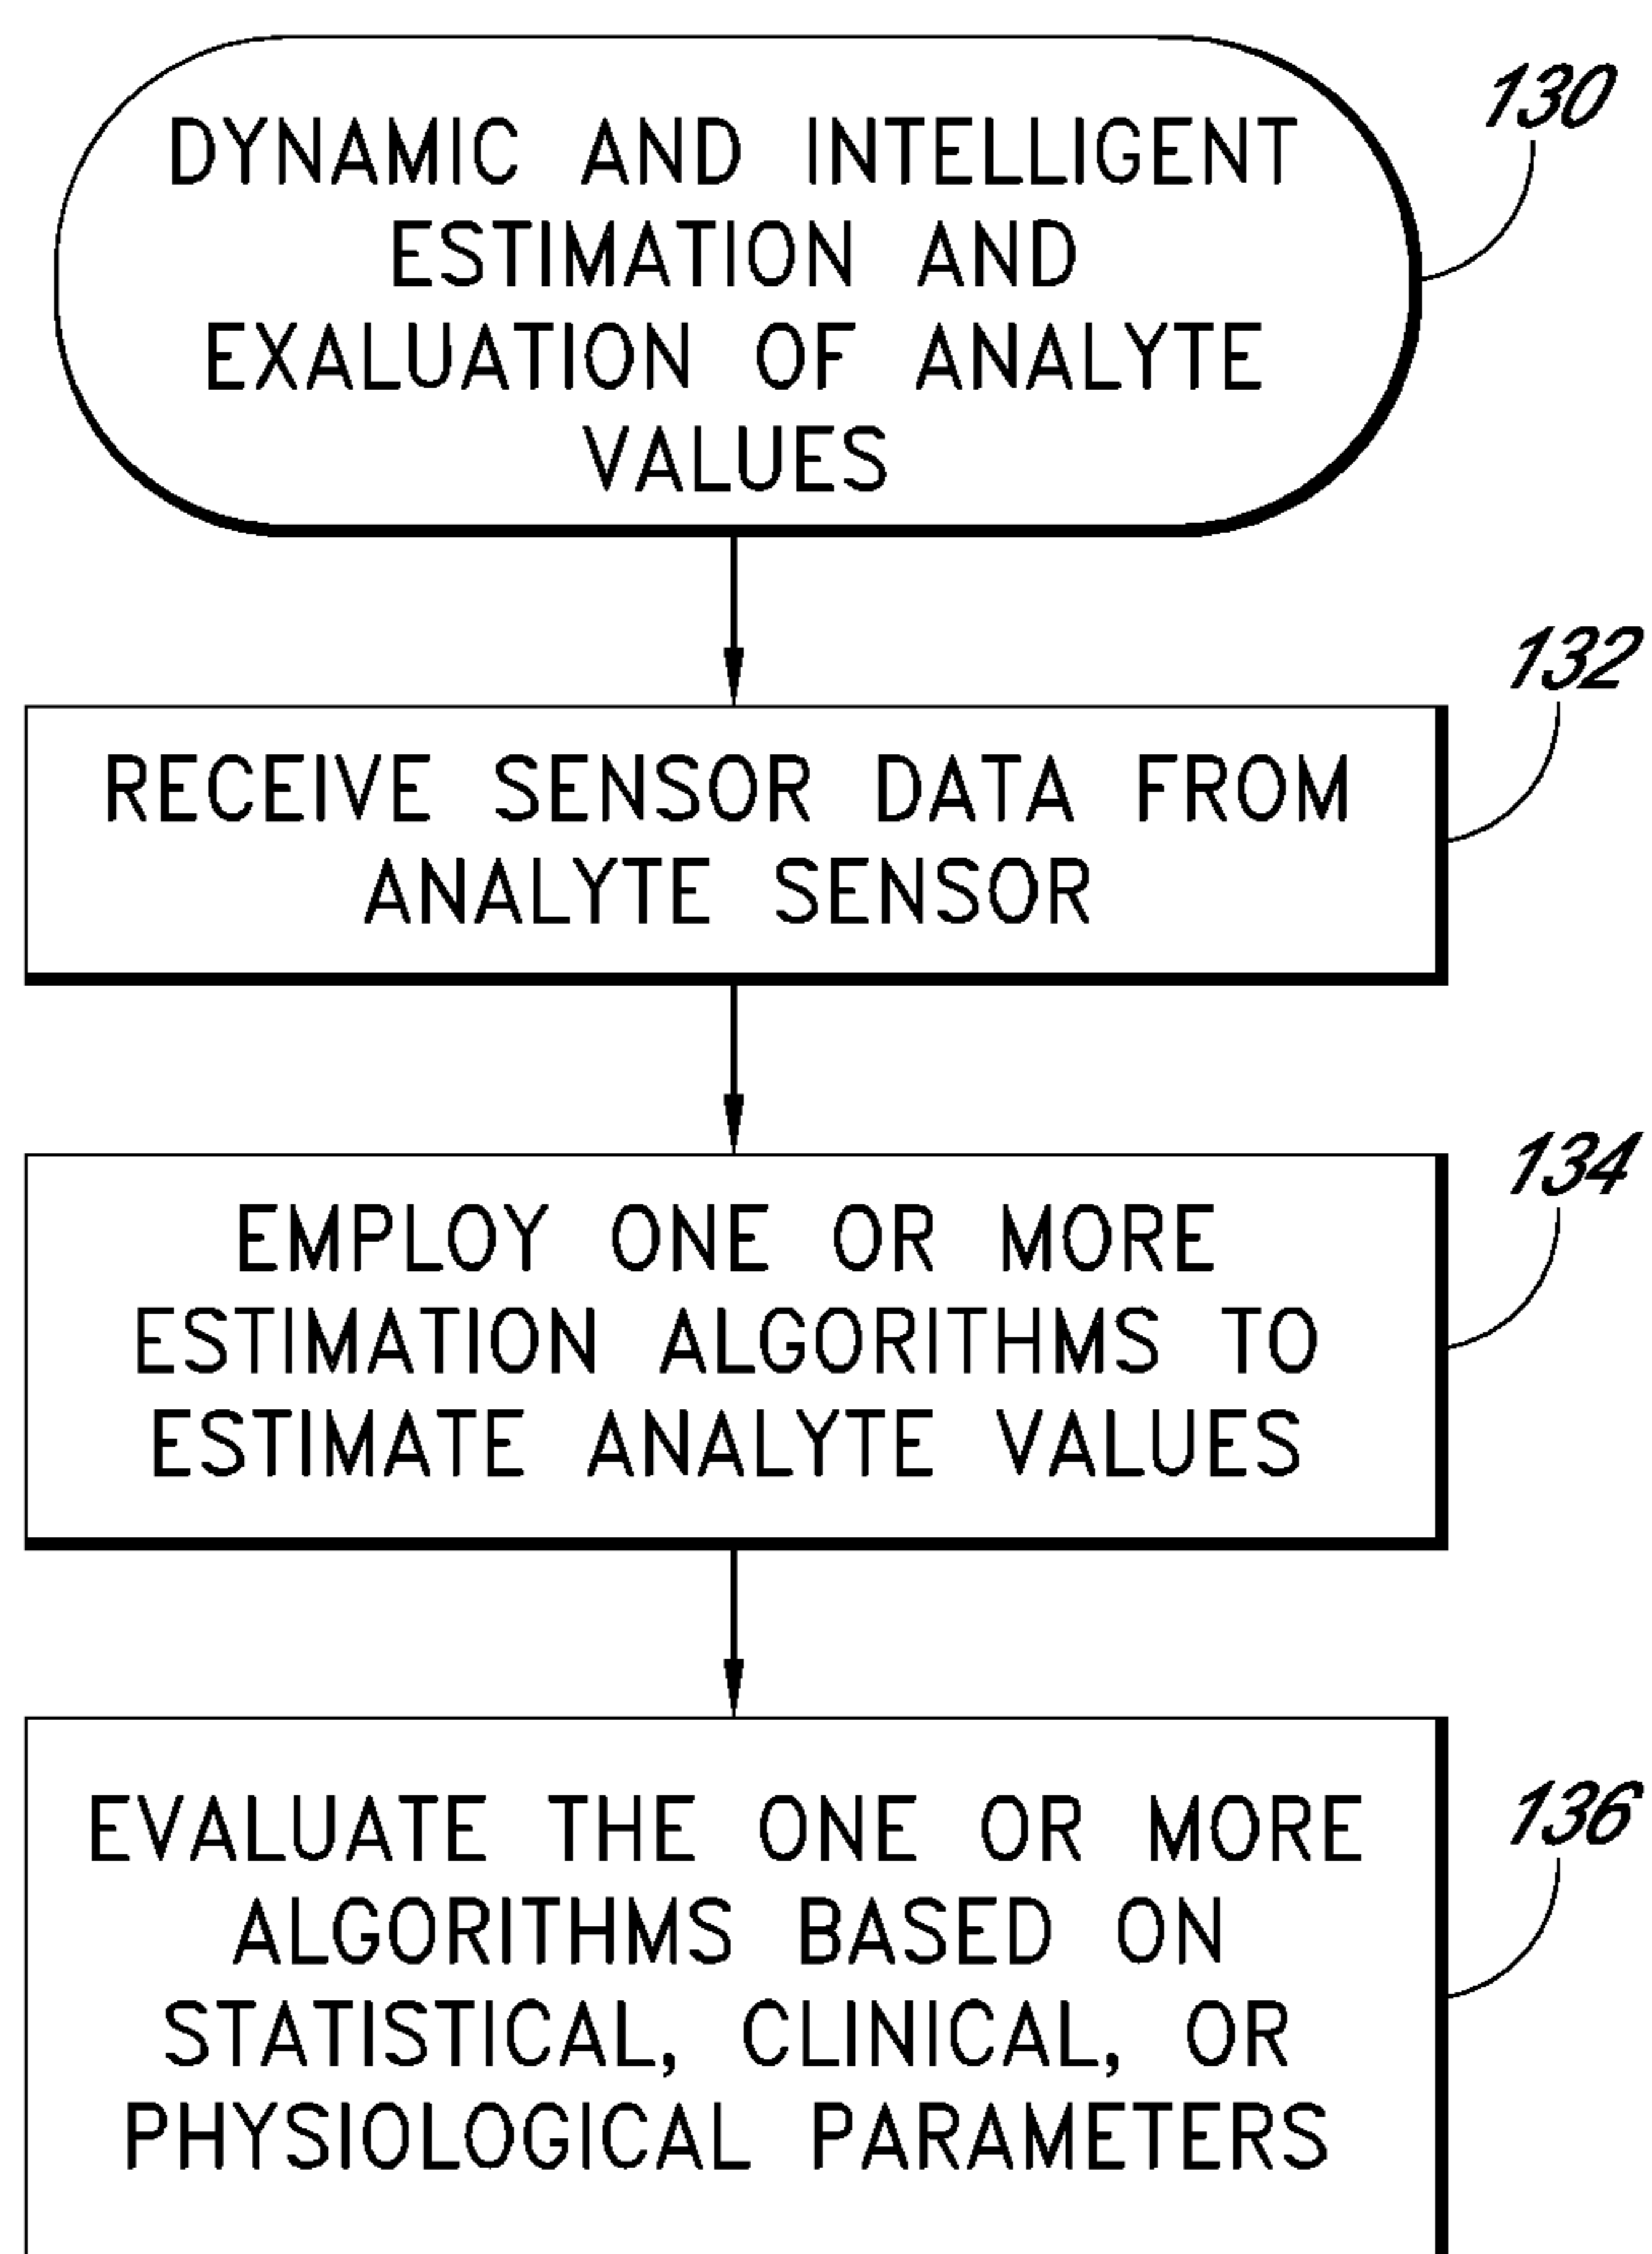 DYNAMIC AND INTELLIGENT
ESTIMATION AND
EXALUATION OF ANALYTE
VALUES
130
RECEIVE SENSOR DATA FROM
ANALYTE SENSOR
132
EMPLOY ONE OR MORE
ESTIMATION ALGORITHMS TO
ESTIMATE ANALYTE VALUES
134
EVALUATE THE ONE OR MORE
ALGORITHMS BASED ON
STATISTICAL, CLINICAL, OR
PHYSIOLOGICAL PARAMETERS
136